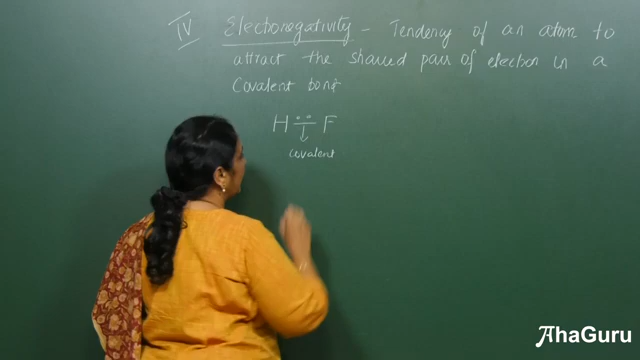 IV Electronegativity - Tendency of an atom to
attract the shared pair of electron in a
Covalent bond
H •• F
covalent
AhaGuru